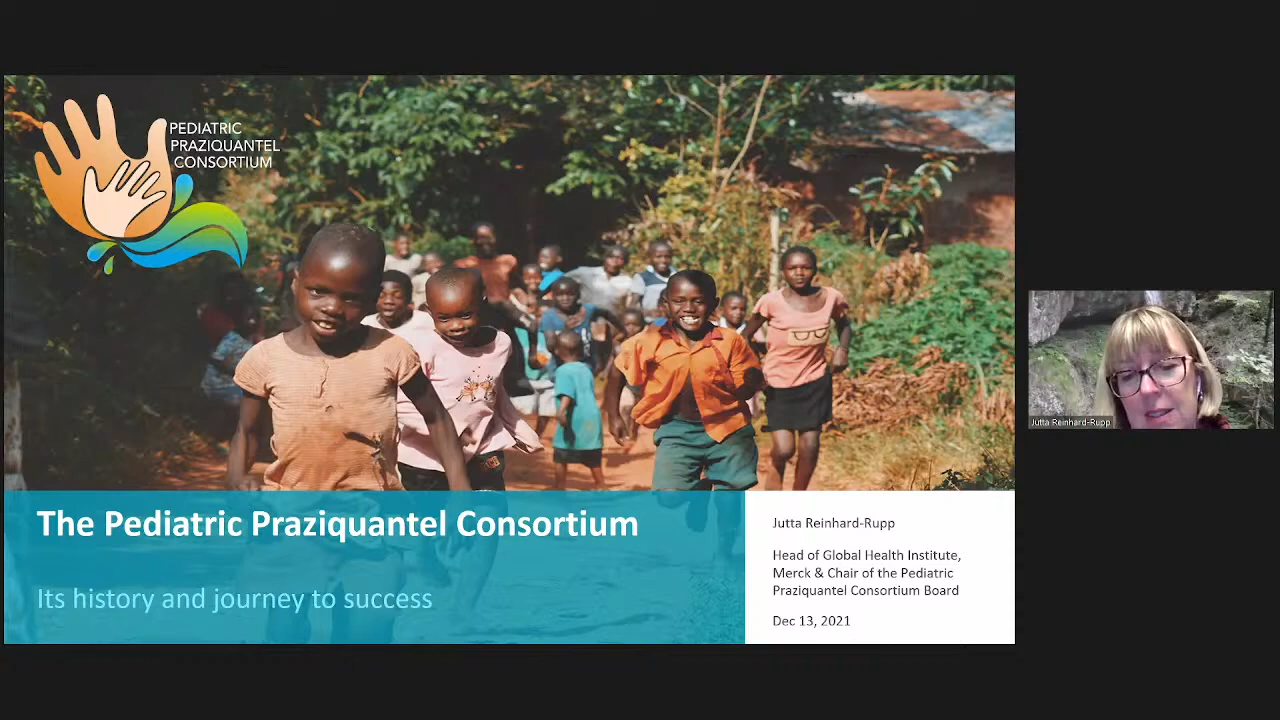 PEDIATRIC
PRAZIQUANTEL
CONSORTIUM
The Pediatric Praziquantel Consortium
Its history and journey to success
Jutta Reinhard-Rupp
Head of Global Health Institute,
Merck & Chair of the Pediatric
Praziquantel Consortium Board
Dec 13, 2021
Jutta Reinhard-Rupp